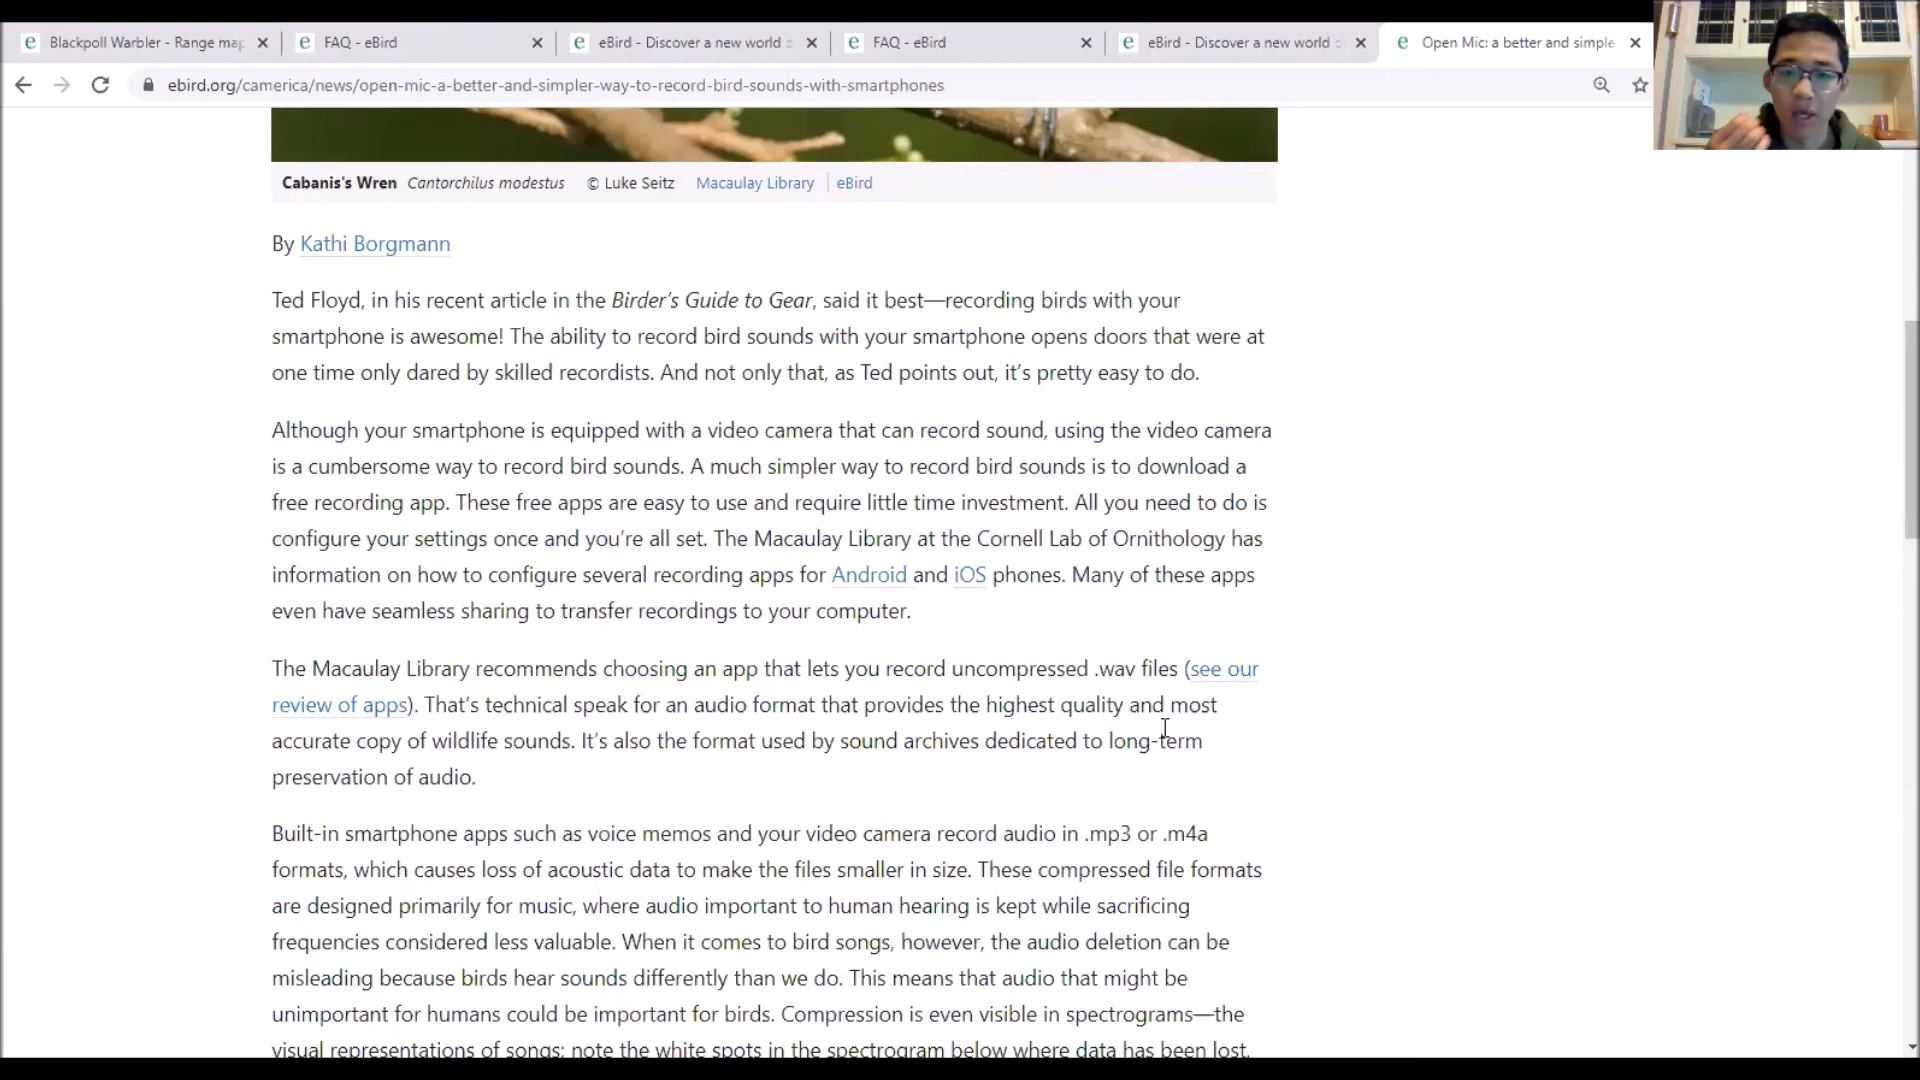 Blackpoll Warbler - Range map
FAQ - eBird
eBird - Discover a new world o
FAQ - eBird
eBird - Discover a new world o
Open Mic: a better and simple
ebird.org/camerica/news/open-mic-a-better-and-simpler-way-to-record-bird-sounds-with-smartphones
Cabanis's Wren Cantorchilus modestus © Luke Seitz Macaulay Library eBird
By Kathi Borgmann
Ted Floyd, in his recent article in the Birder's Guide to Gear, said it best—recording birds with your
smartphone is awesome! The ability to record bird sounds with your smartphone opens doors that were at
one time only dared by skilled recordists. And not only that, as Ted points out, it's pretty easy to do.
Although your smartphone is equipped with a video camera that can record sound, using the video camera
is a cumbersome way to record bird sounds. A much simpler way to record bird sounds is to download a
free recording app. These free apps are easy to use and require little time investment. All you need to do is
configure your settings once and you're all set. The Macaulay Library at the Cornell Lab of Ornithology has
information on how to configure several recording apps for Android and iOS phones. Many of these apps
even have seamless sharing to transfer recordings to your computer.
The Macaulay Library recommends choosing an app that lets you record uncompressed .wav files (see our
review of apps). That's technical speak for an audio format that provides the highest quality and most
accurate copy of wildlife sounds. It's also the format used by sound archives dedicated to long-term
preservation of audio.
Built-in smartphone apps such as voice memos and your video camera record audio in .mp3 or .m4a
formats, which causes loss of acoustic data to make the files smaller in size. These compressed file formats
are designed primarily for music, where audio important to human hearing is kept while sacrificing
frequencies considered less valuable. When it comes to bird songs, however, the audio deletion can be
misleading because birds hear sounds differently than we do. This means that audio that might be
unimportant for humans could be important for birds. Compression is even visible in spectrograms—the
visual representations of songs: note the white spots in the spectrogram below where data has been lost.